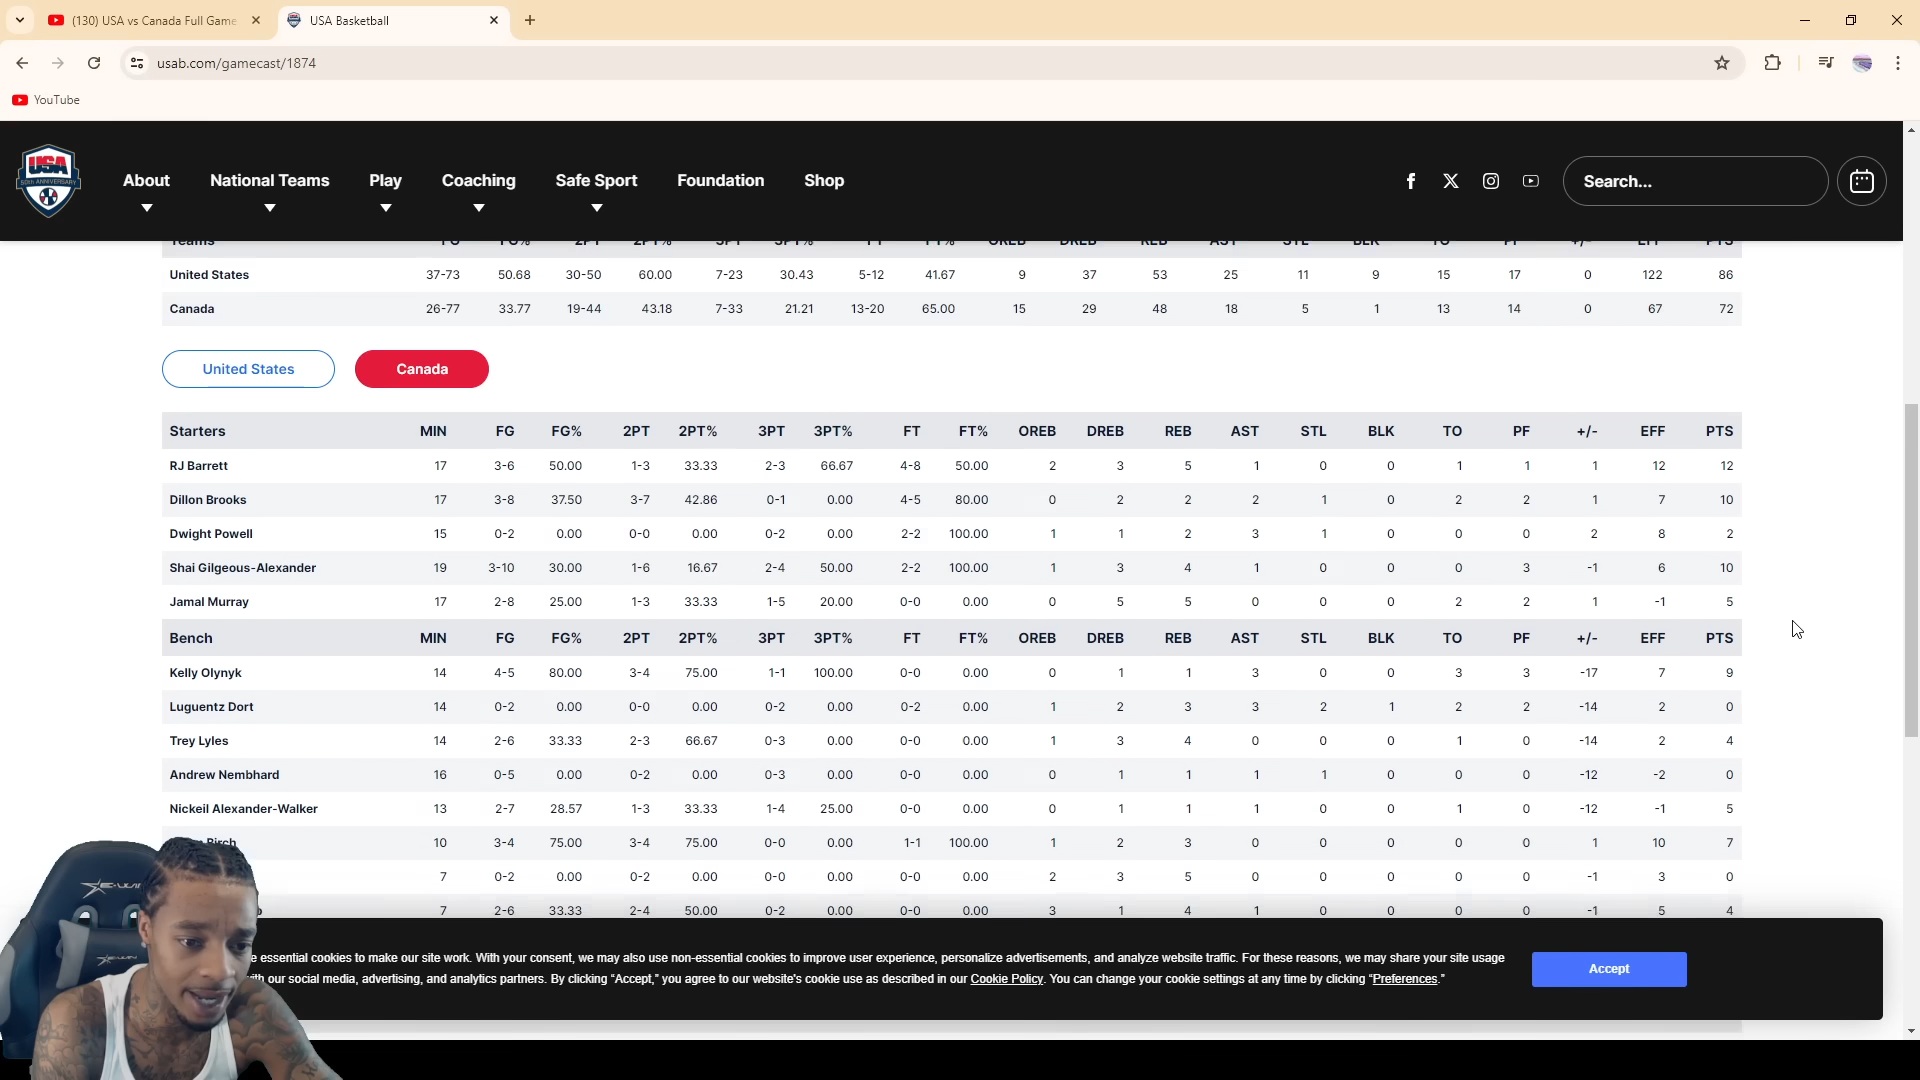 (130) USA vs Canada Full Game
USA Basketball
usab.com/gamecast/1874
YouTube
USA
50th ANNIVERSARY
About National Teams Play Coaching Safe Sport Foundation Shop Search...
Teams FG FG% 2PT 2PT% 3PT 3PT% FT FT% OREB DREB REB AST STL BLK TO PF +/- EFF PTS
United States 37-73 50.68 30-50 60.00 7-23 30.43 5-12 41.67 9 37 53 25 11 9 15 17 0 122 86
Canada 26-77 33.77 19-44 43.18 7-33 21.21 13-20 65.00 15 29 48 18 5 1 13 14 0 67 72
United States Canada
Starters MIN FG FG% 2PT 2PT% 3PT 3PT% FT FT% OREB DREB REB AST STL BLK TO PF +/- EFF PTS
RJ Barrett 17 3-6 50.00 1-3 33.33 2-3 66.67 4-8 50.00 2 3 5 1 0 0 1 1 1 12 12
Dillon Brooks 17 3-8 37.50 3-7 42.86 0-1 0.00 4-5 80.00 0 2 2 2 1 0 2 2 1 7 10
Dwight Powell 15 0-2 0.00 0-0 0.00 0-2 0.00 2-2 100.00 1 1 2 3 1 0 0 0 2 8 2
Shai Gilgeous-Alexander 19 3-10 30.00 1-6 16.67 2-4 50.00 2-2 100.00 1 3 4 1 0 0 0 3 -1 6 10
Jamal Murray 17 2-8 25.00 1-3 33.33 1-5 20.00 0-0 0.00 0 5 5 0 0 0 2 2 1 -1 5
Bench MIN FG FG% 2PT 2PT% 3PT 3PT% FT FT% OREB DREB REB AST STL BLK TO PF +/- EFF PTS
Kelly Olynyk 14 4-5 80.00 3-4 75.00 1-1 100.00 0-0 0.00 0 1 1 3 0 0 3 3 -17 7 9
Luguentz Dort 14 0-2 0.00 0-0 0.00 0-2 0.00 0-2 0.00 1 2 3 3 2 1 2 2 -14 2 0
Trey Lyles 14 2-6 33.33 2-3 66.67 0-3 0.00 0-0 0.00 1 3 4 0 0 0 1 0 -14 2 4
Andrew Nembhard 16 0-5 0.00 0-2 0.00 0-3 0.00 0-0 0.00 0 1 1 1 1 0 0 0 -12 -2 0
Nickeil Alexander-Walker 13 2-7 28.57 1-3 33.33 1-4 25.00 0-0 0.00 0 1 1 1 0 0 1 0 -12 -1 5
Birch 10 3-4 75.00 3-4 75.00 0-0 0.00 1-1 100.00 1 2 3 0 0 0 0 0 1 10 7
7 0-2 0.00 0-2 0.00 0-0 0.00 0-0 0.00 2 3 5 0 0 0 0 0 -1 3 0
7 2-6 33.33 2-4 50.00 0-2 0.00 0-0 0.00 3 1 4 1 0 0 0 0 -1 5 4
essential cookies to make our site work. With your consent, we may also use non-essential cookies to improve user experience, personalize advertisements, and analyze website traffic. For these reasons, we may share your site usage
our social media, advertising, and analytics partners. By clicking “Accept,” you agree to our website's cookie use as described in our Cookie Policy. You can change your cookie settings at any time by clicking “Preferences.”
Accept